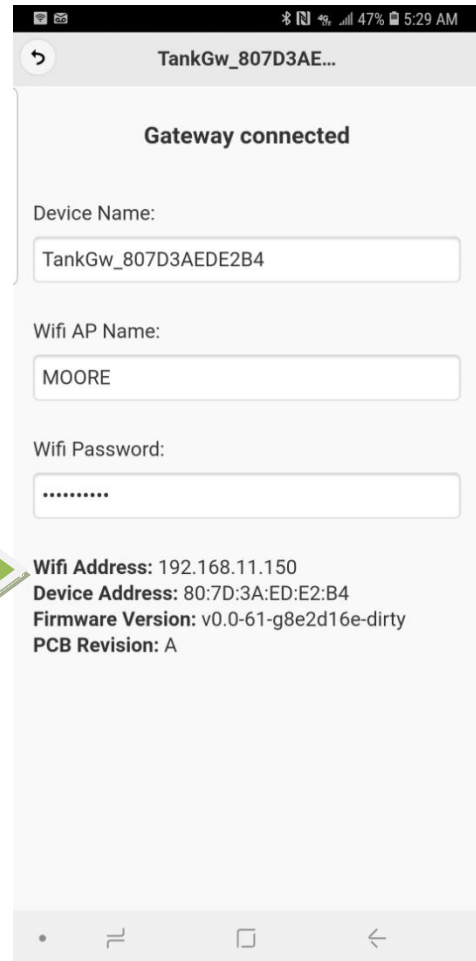 47% 5:29 AM
TankGw_807D3AE...
Gateway connected
Device Name:
TankGw_807D3AEDE2B4
Wifi AP Name:
MOORE
Wifi Password:
••••••••••
Wifi Address: 192.168.11.150
Device Address: 80:7D:3A:ED:E2:B4
Firmware Version: v0.0-61-g8e2d16e-dirty
PCB Revision: A